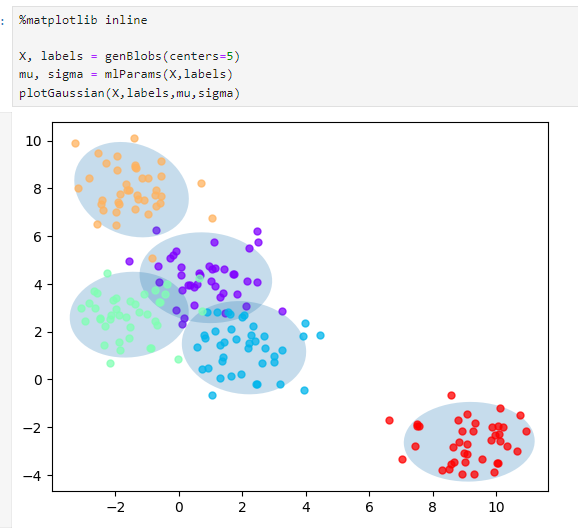 :
%matplotlib inline
X, labels = genBlobs(centers=5)
mu, sigma = mlParams(X,labels)
plotGaussian(X,labels,mu,sigma)
10
8
6
4
2
0
−2
−4
−2 0 2 4 6 8 10